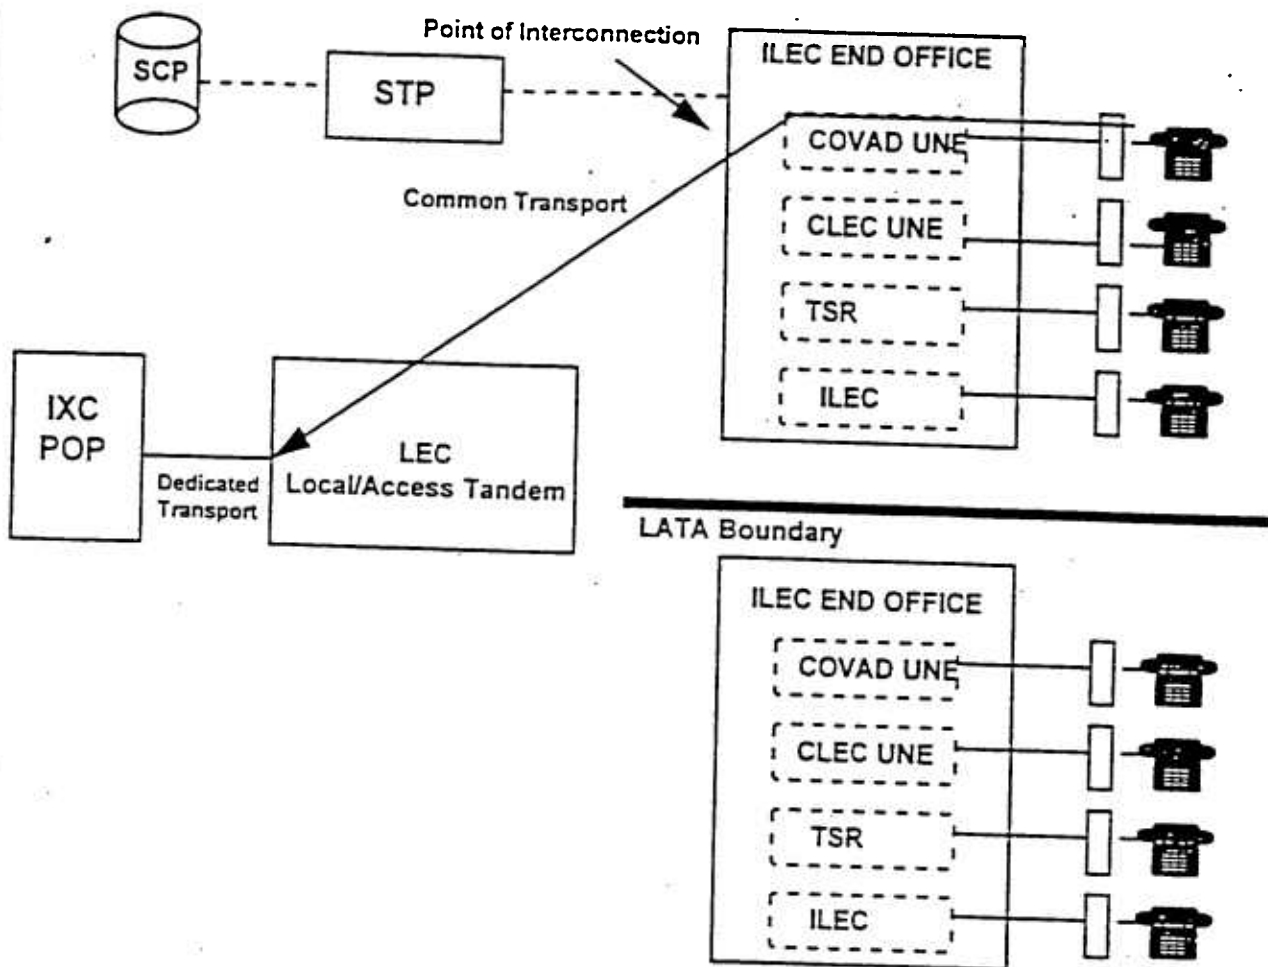 Point of Interconnection
SCP
STP
ILEC END OFFICE
COVAD UNE
CLEC UNE
TSR
ILEC
Common Transport
IXC
POP
Dedicated
Transport
LEC
Local/Access Tandem
LATA Boundary
ILEC END OFFICE
COVAD UNE
CLEC UNE
TSR
ILEC